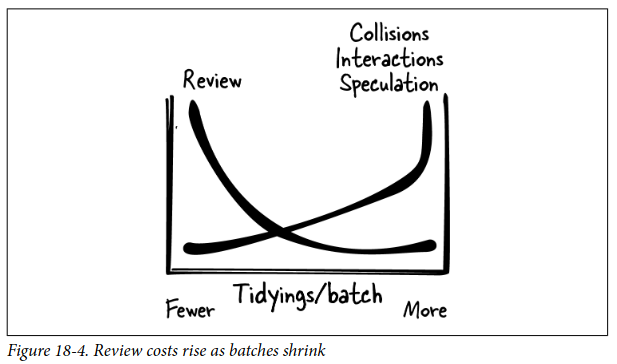 Collisions
Interactions
Review
Speculation
Tidyings/batch
Fewer
More
Figure 18-4. Review costs rise as batches shrink